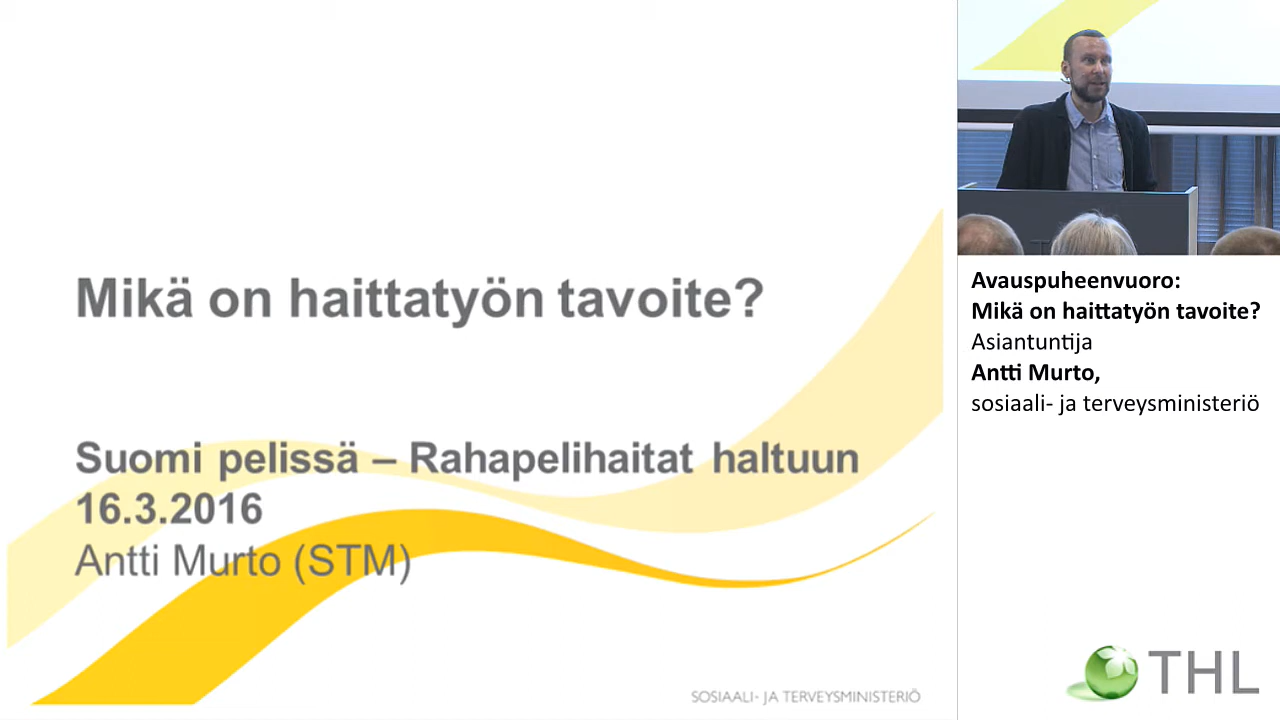 Mikä on haittatyön tavoite?
Suomi pelissä – Rahapelihaitat haltuun
16.3.2016
Antti Murto (STM)
SOSIAALI- JA TERVEYSMINISTERIÖ
Avauspuheenvuoro:
Mikä on haittatyön tavoite?
Asiantuntija
Antti Murto,
sosiaali- ja terveysministeriö
THL